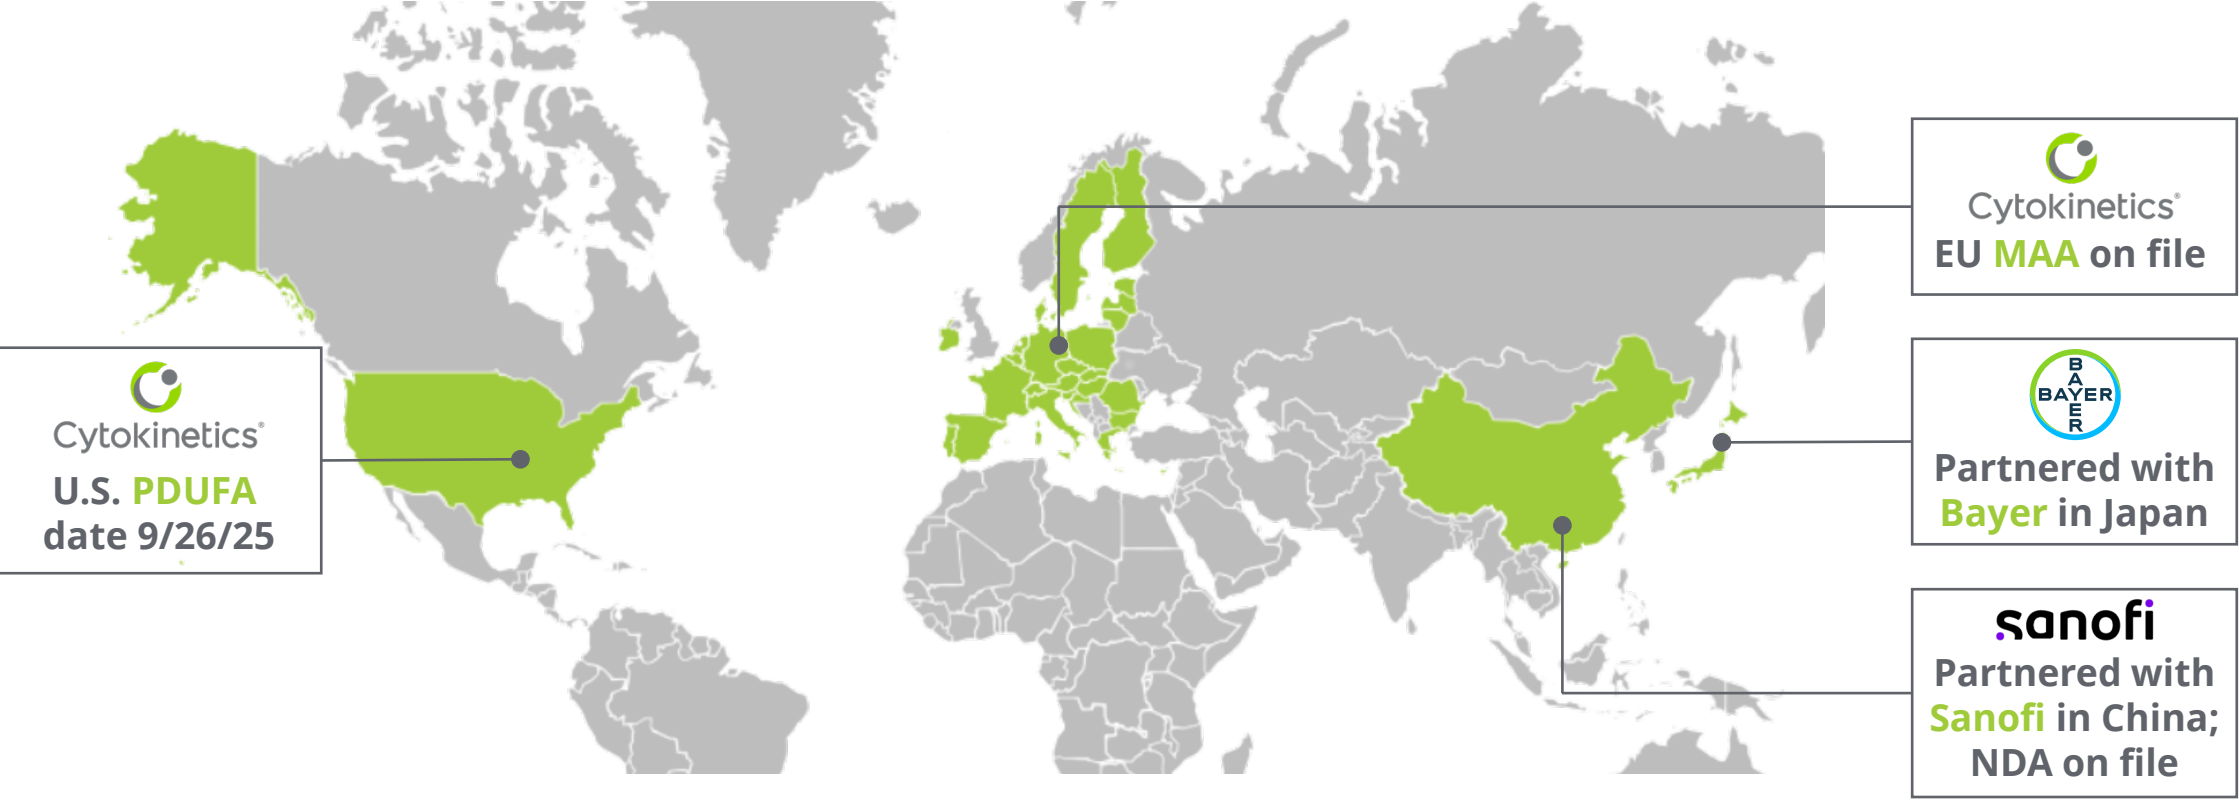 Cytokinetics®
U.S. PDUFA
date 9/26/25
Cytokinetics®
EU MAA on file
BAYER
BAYER
Partnered with
Bayer in Japan
sanofi
Partnered with
Sanofi in China;
NDA on file